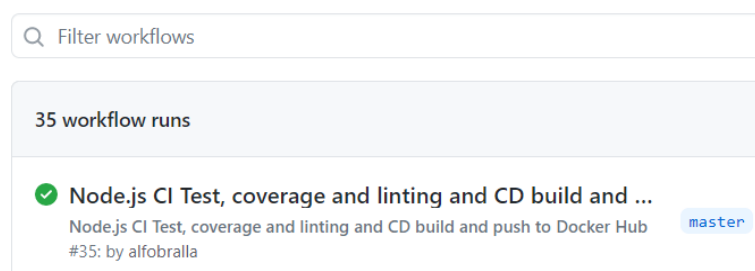 Filter workflows
35 workflow runs
Node.js CI Test, coverage and linting and CD build and ...
Node.js CI Test, coverage and linting and CD build and push to Docker Hub
master
#35: by alfobralla